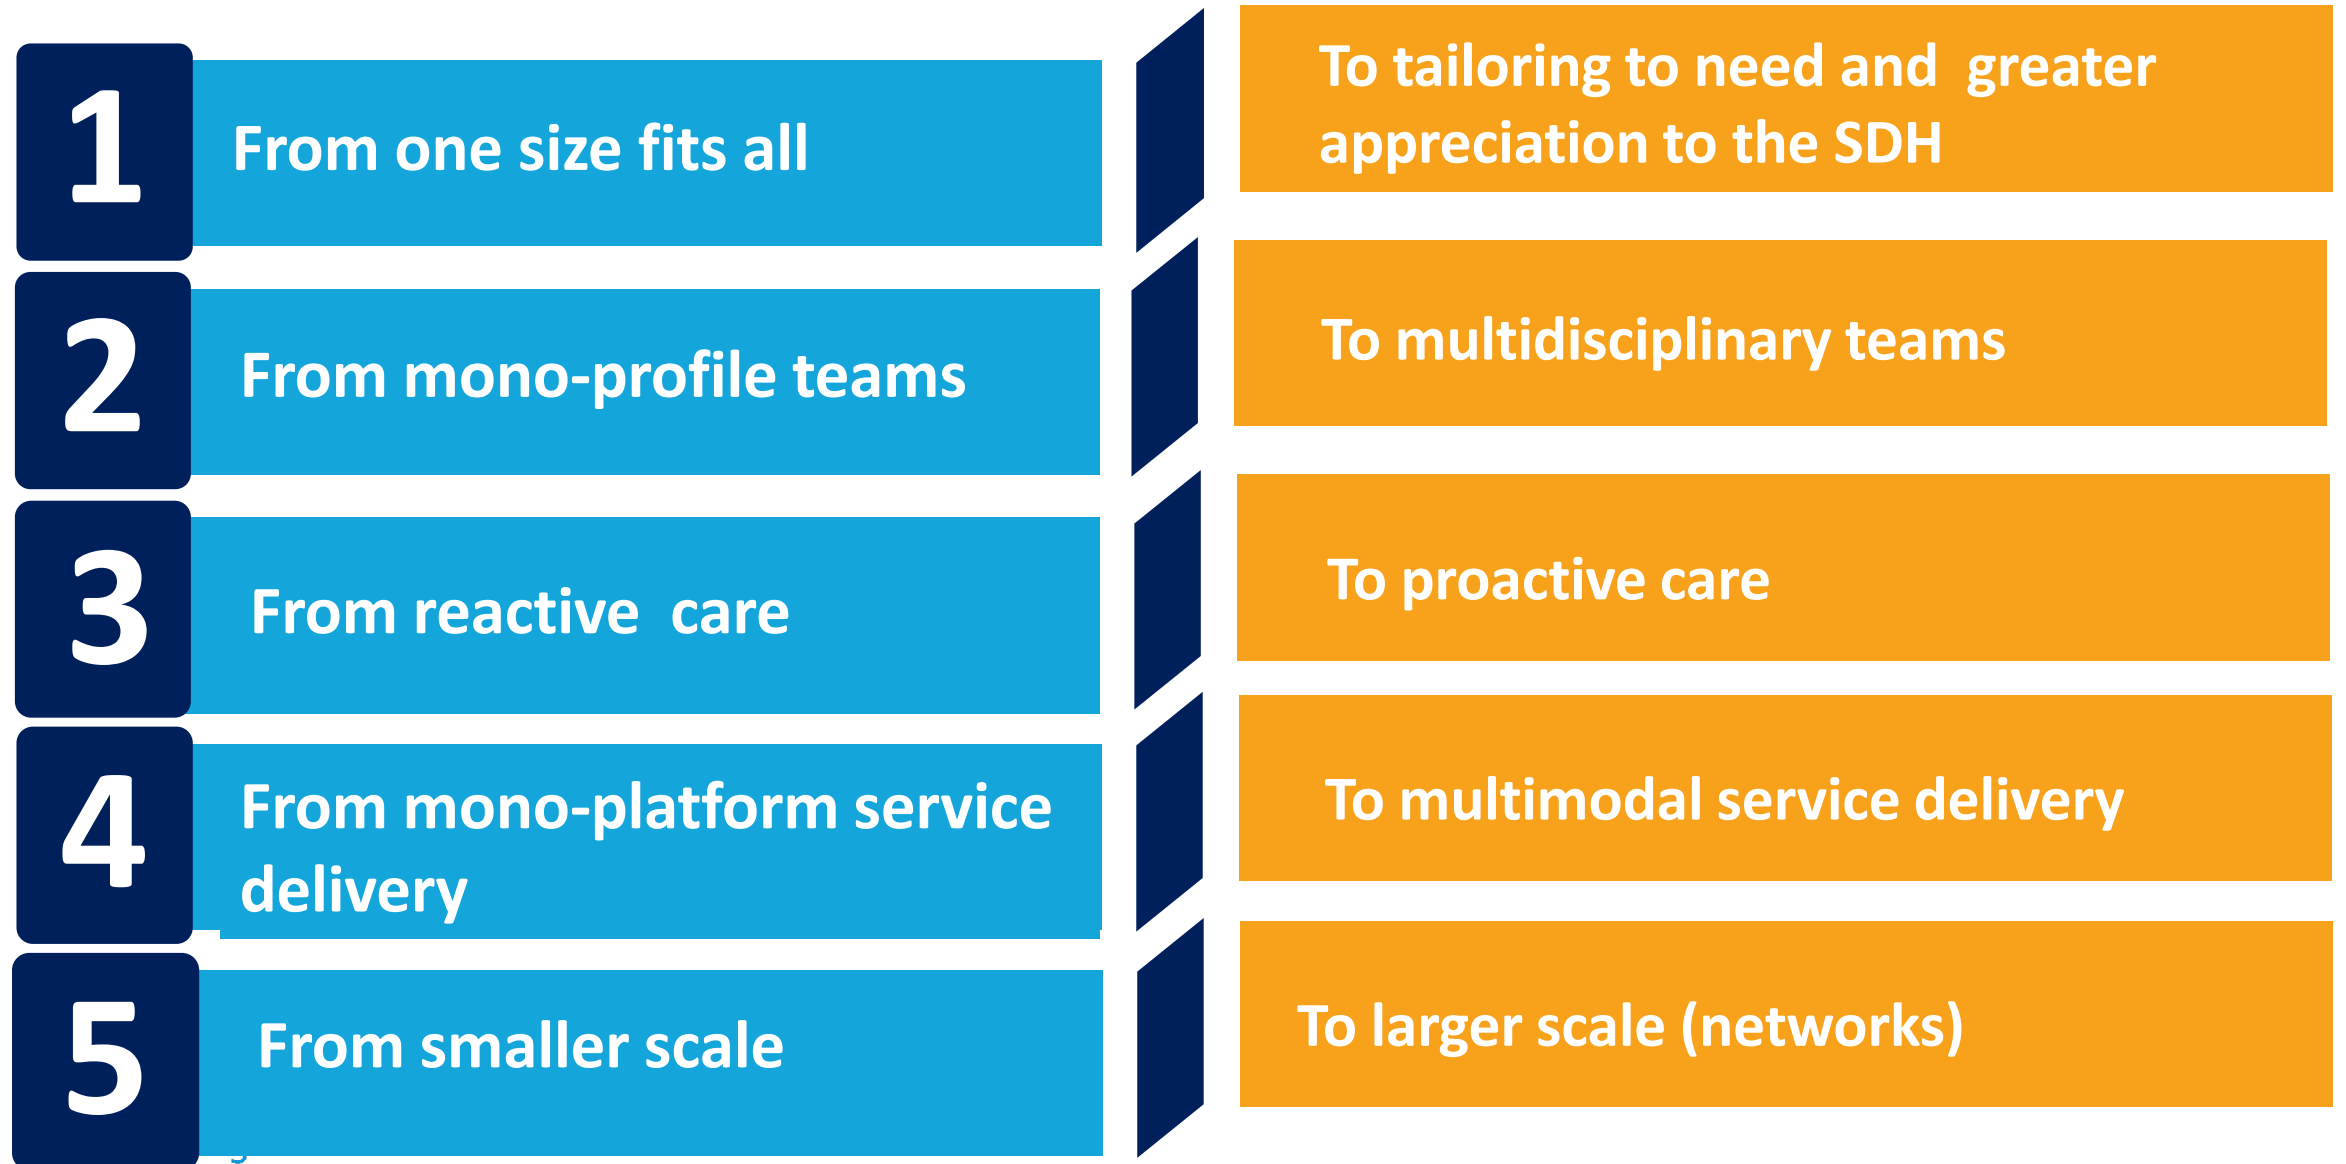 1
From one size fits all
To tailoring to need and  greater
appreciation to the SDH
2
From mono-profile teams
To multidisciplinary teams
3
From reactive  care
To proactive care
4
From mono-platform service
delivery
To multimodal service delivery
5
From smaller scale
To larger scale (networks)